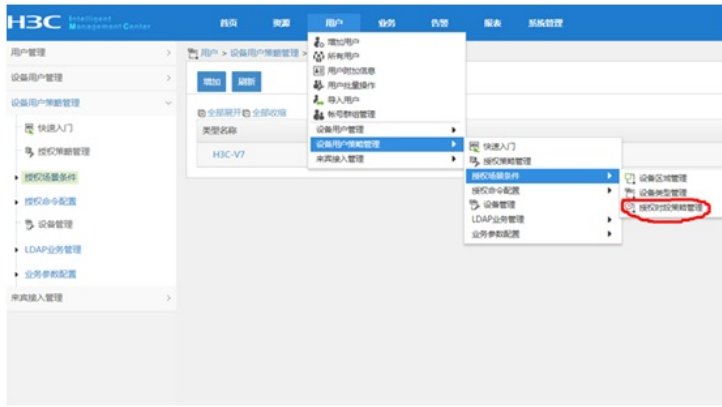 H3C Intelligent Management Center
首页 资源 用户 业务 告警 报表 系统管理
用户管理
设备用户管理
设备用户策略管理
快速入门
授权策略管理
授权场景条件
授权命令配置
设备管理
LDAP业务管理
业务参数配置
来宾接入管理
用户 > 设备用户策略管理 >
增加 刷新
全部展开 全部收缩
类型名称
H3C-V7
增加用户
所有用户
用户附加信息
用户批量操作
导入用户
帐号群组管理
设备用户管理
设备用户策略管理
来宾接入管理
快速入门
授权策略管理
授权场景条件
授权命令配置
设备管理
LDAP业务管理
业务参数配置
设备区域管理
设备类型管理
授权时段策略管理